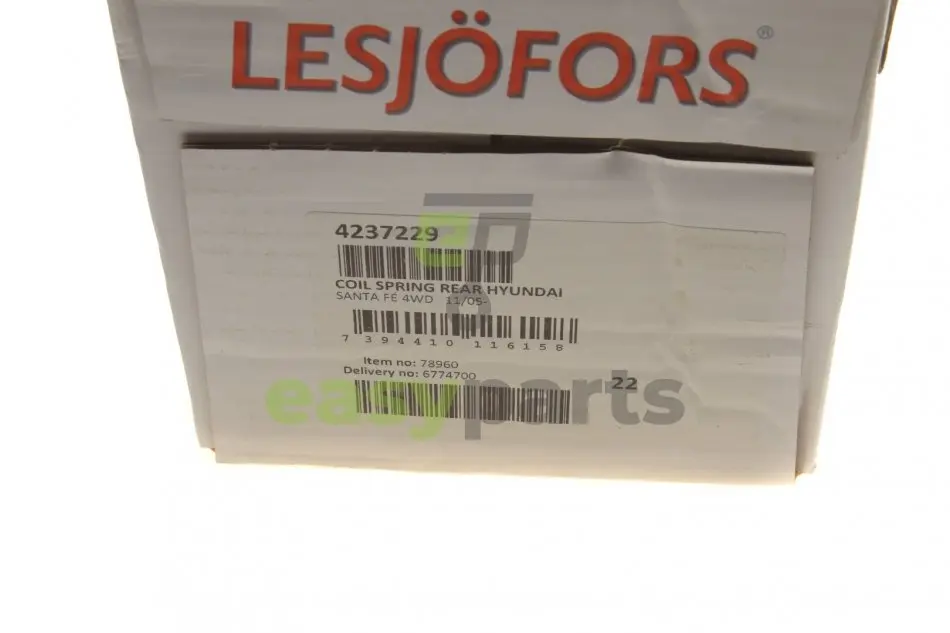 LESJÖFORS®
4237229
COIL SPRING REAR HYUNDAI
SANTA FE 4WD 11/05-
7 394410 116158
Item no: 78960
Delivery no: 6774700
22
easyparts